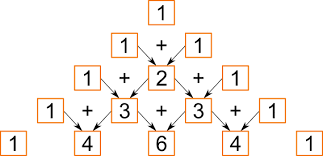 1
1 + 1
1 + 2 + 1
1 + 3 + 3 + 1
1 4 6 4 1